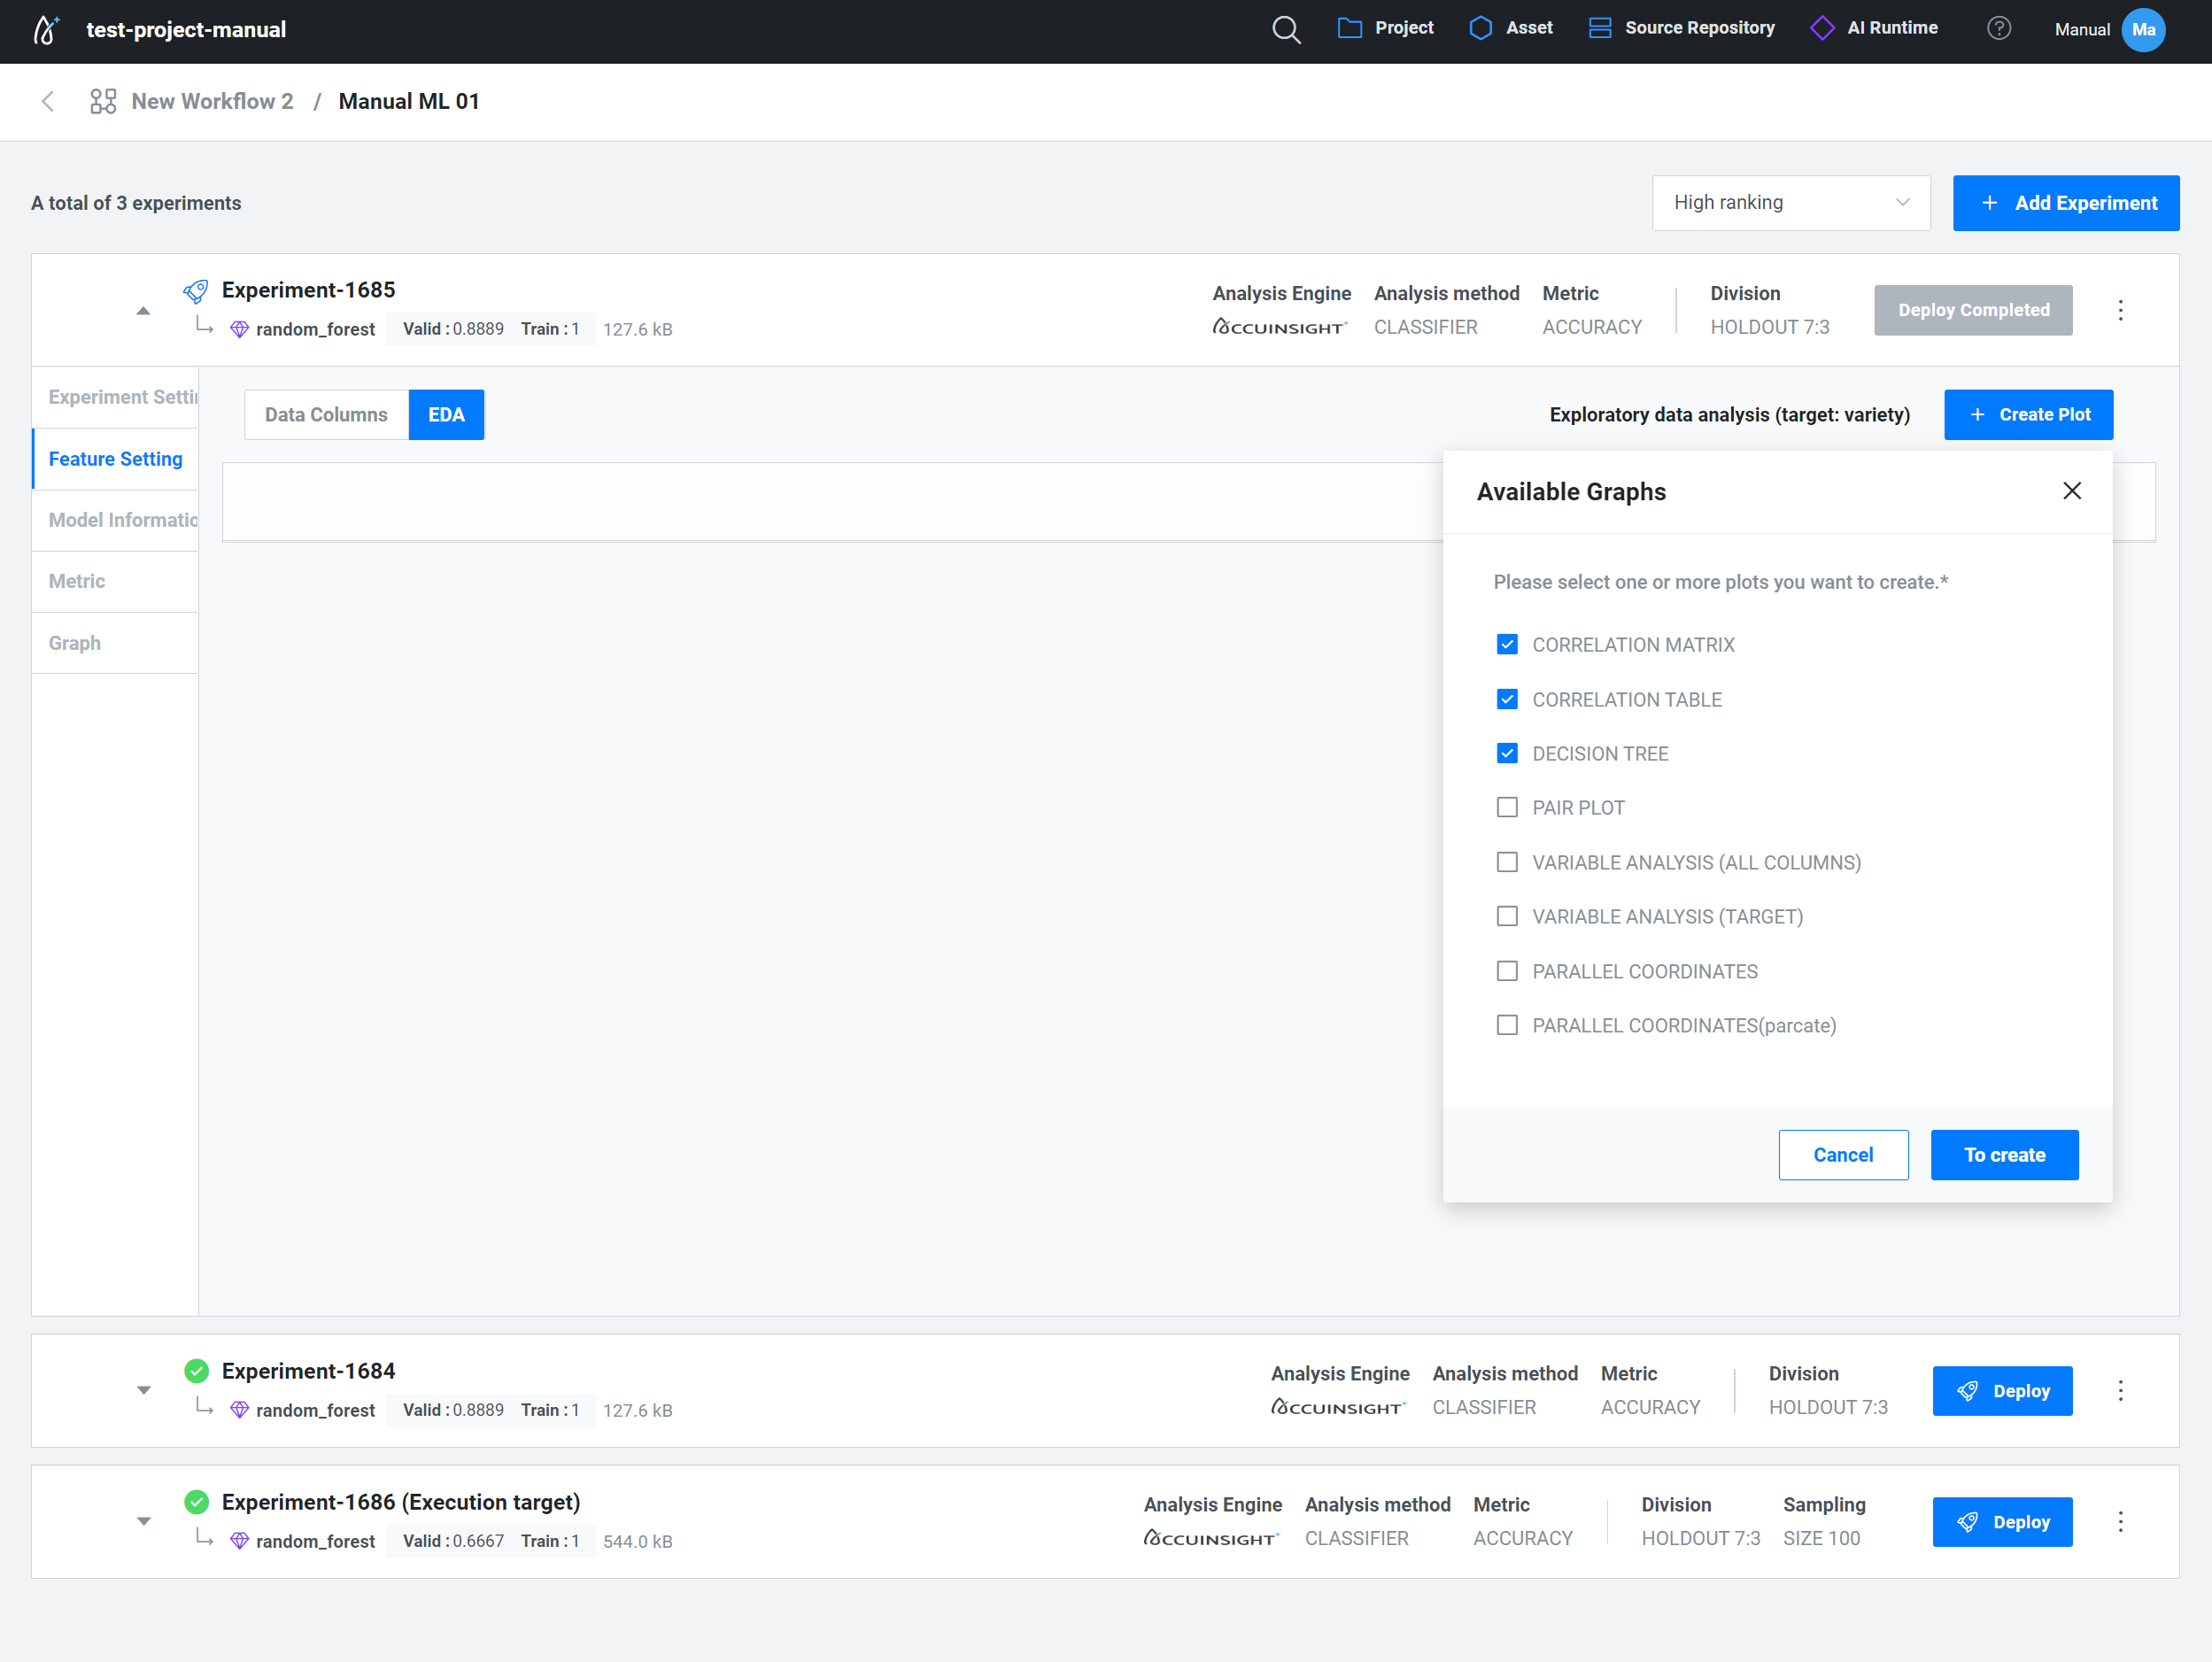 test-project-manual
Project
Asset
Source Repository
AI Runtime
?
Manual
Ma
New Workflow 2 / Manual ML 01
A total of 3 experiments
High ranking
+ Add Experiment
Experiment-1685
random_forest Valid : 0.8889 Train : 1 127.6 kB
Analysis Engine Analysis method Metric Division
ACCUINSIGHT+ CLASSIFIER ACCURACY HOLDOUT 7:3
Deploy Completed
Experiment Settin
Feature Setting
Model Informatio
Metric
Graph
Data Columns EDA
Exploratory data analysis (target: variety)
+ Create Plot
Available Graphs
Please select one or more plots you want to create.*
CORRELATION MATRIX
CORRELATION TABLE
DECISION TREE
PAIR PLOT
VARIABLE ANALYSIS (ALL COLUMNS)
VARIABLE ANALYSIS (TARGET)
PARALLEL COORDINATES
PARALLEL COORDINATES(parcate)
Cancel To create
Experiment-1684
random_forest Valid : 0.8889 Train : 1 127.6 kB
Analysis Engine Analysis method Metric Division
ACCUINSIGHT+ CLASSIFIER ACCURACY HOLDOUT 7:3
Deploy
Experiment-1686 (Execution target)
random_forest Valid : 0.6667 Train : 1 544.0 kB
Analysis Engine Analysis method Metric Division Sampling
ACCUINSIGHT+ CLASSIFIER ACCURACY HOLDOUT 7:3 SIZE 100
Deploy